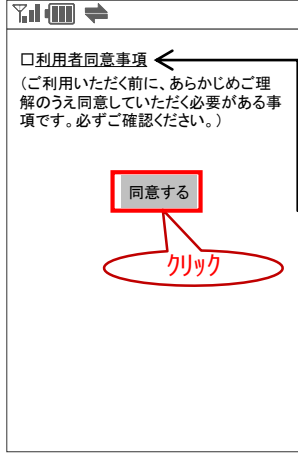 □利用者同意事項
(ご利用いただく前に、あらかじめご理
解のうえ同意していただく必要がある事
項です。必ずご確認ください。)
同意する
クリック